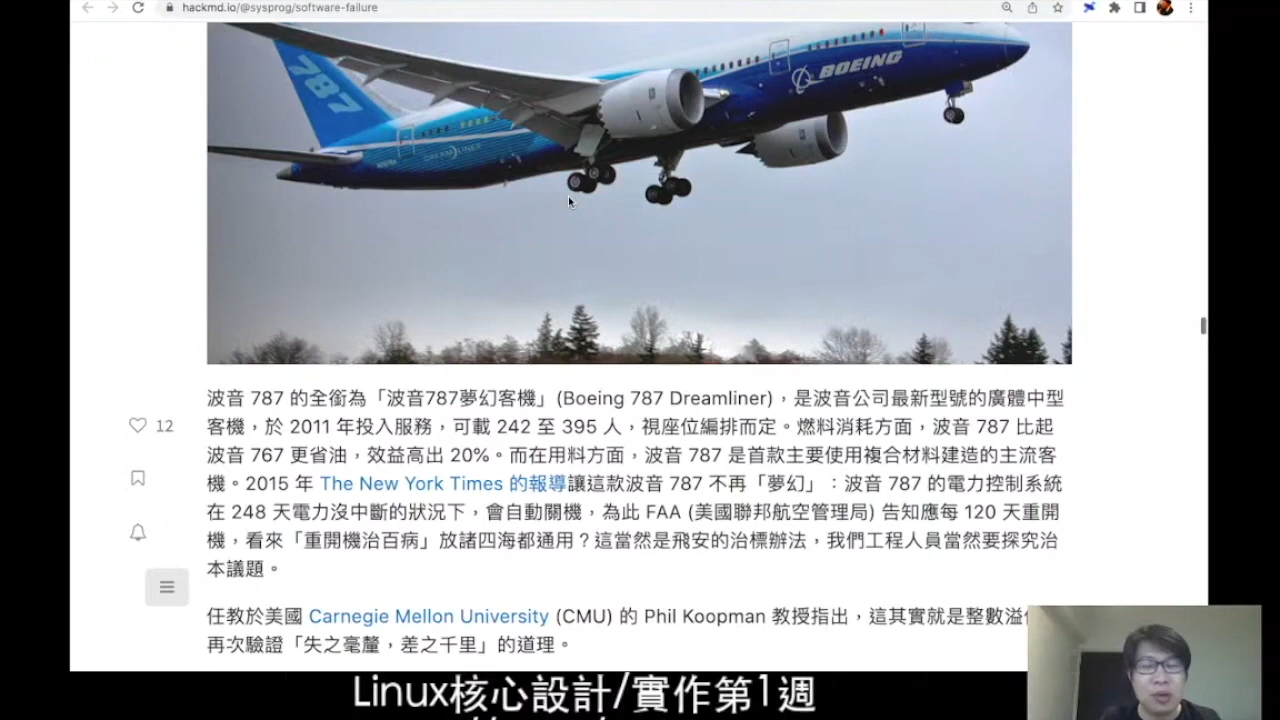 hackmd.io/@sysprog/software-failure
787
BOEING
DREAMLINER
波音 787 的全銜為「波音787夢幻客機」(Boeing 787 Dreamliner)，是波音公司最新型號的廣體中型
客機，於 2011 年投入服務，可載 242 至 395 人，視座位編排而定。燃料消耗方面，波音 787 比起
波音 767 更省油，效益高出 20%。而在用料方面，波音 787 是首款主要使用複合材料建造的主流客
機。2015 年 The New York Times 的報導讓這款波音 787 不再「夢幻」：波音 787 的電力控制系統
在 248 天電力沒中斷的狀況下，會自動關機，為此 FAA (美國聯邦航空管理局) 告知應每 120 天重開
機，看來「重開機治百病」放諸四海都通用？這當然是飛安的治標辦法，我們工程人員當然要探究治
本議題。
12
任教於美國 Carnegie Mellon University (CMU) 的 Phil Koopman 教授指出，這其實就是整數溢
再次驗證「失之毫釐，差之千里」的道理。
Linux核心設計/實作第1週